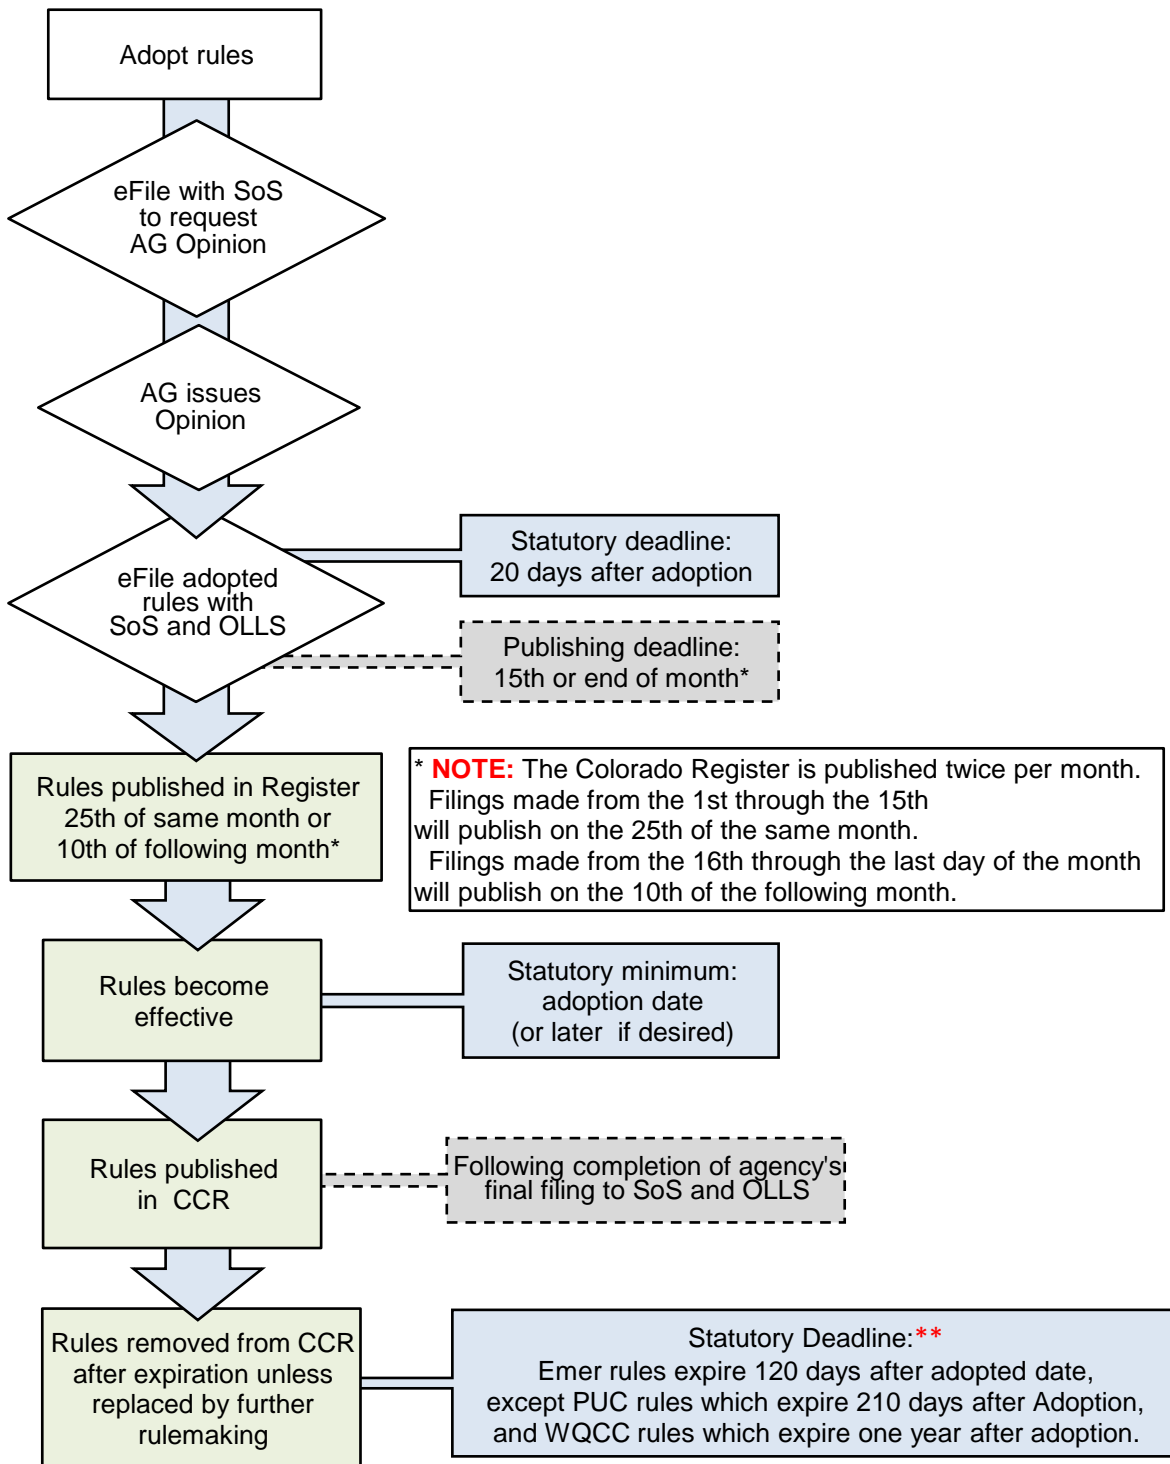 Adopt rules
eFile with SoS
to request
AG Opinion
AG issues
Opinion
eFile adopted
rules with
SoS and OLLS
Statutory deadline:
20 days after adoption
Publishing deadline:
15th or end of month*
Rules published in Register
25th of same month or
10th of following month*
* NOTE: The Colorado Register is published twice per month.
Filings made from the 1st through the 15th
will publish on the 25th of the same month.
Filings made from the 16th through the last day of the month
will publish on the 10th of the following month.
Rules become
effective
Statutory minimum:
adoption date
(or later  if desired)
Rules published
in  CCR
Following completion of agency's
final filing to SoS and OLLS
Rules removed from CCR
after expiration unless
replaced by further
rulemaking
Statutory Deadline:**
Emer rules expire 120 days after adopted date,
except PUC rules which expire 210 days after Adoption,
and WQCC rules which expire one year after adoption.